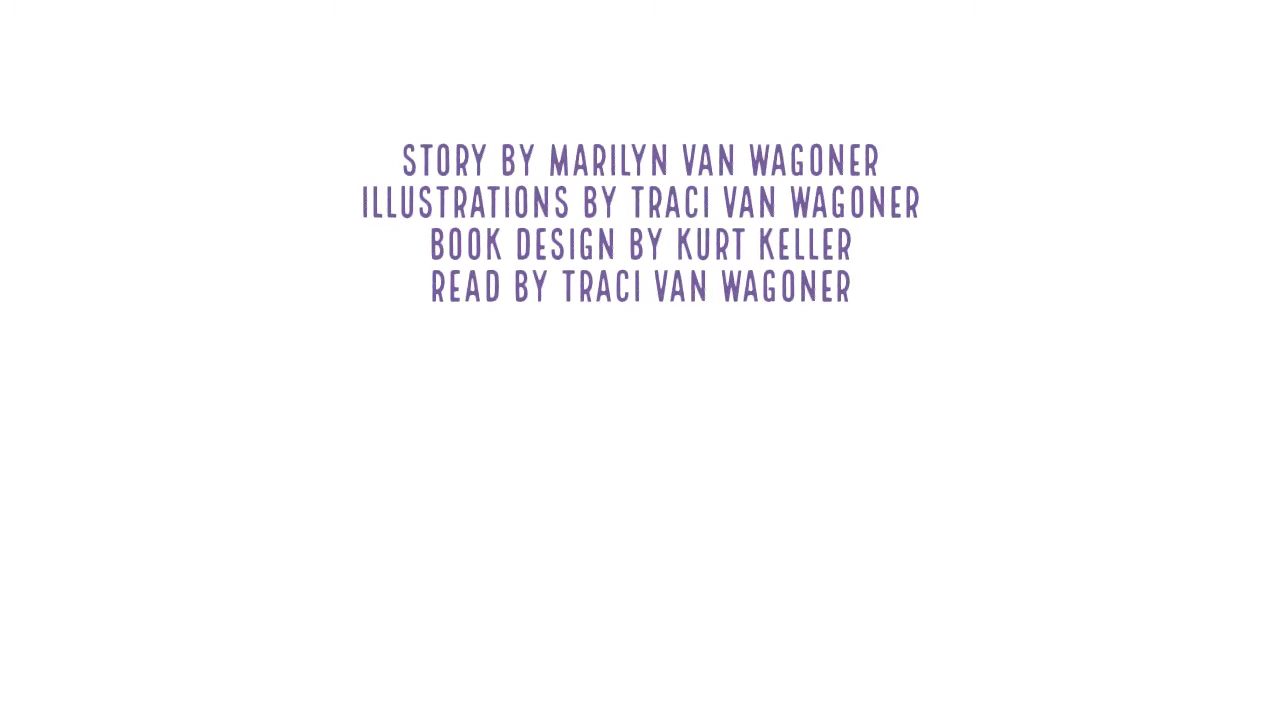 STORY BY MARILYN VAN WAGONER
ILLUSTRATIONS BY TRACI VAN WAGONER
BOOK DESIGN BY KURT KELLER
READ BY TRACI VAN WAGONER